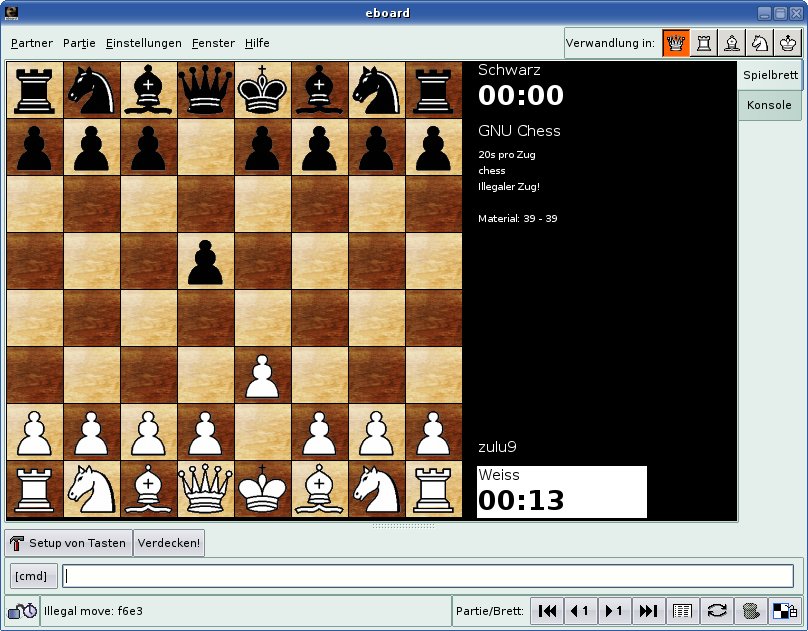 eboard
Partner Partie Einstellungen Fenster Hilfe
Verwandlung in:
Schwarz
00:00
GNU Chess
20s pro Zug
chess
Illegaler Zug!
Material: 39 - 39
zulu9
Weiss
00:13
Spielbrett
Konsole
Setup von Tasten
Verdecken!
[cmd]
Illegal move: f6e3
Partie/Brett:
1
1